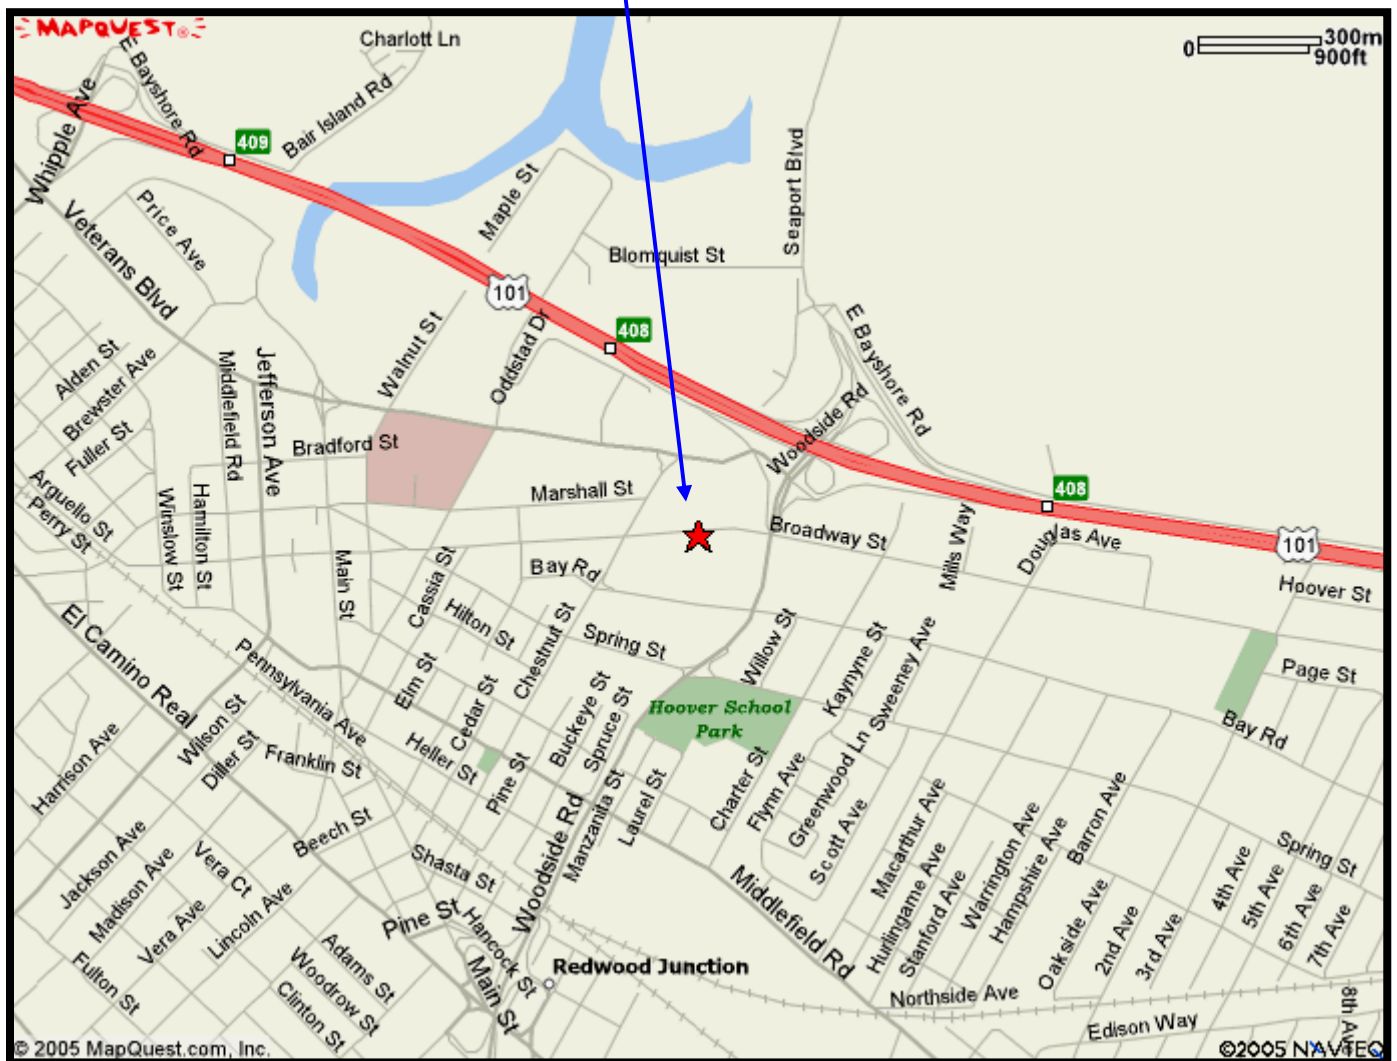 MAPQUEST®
Charlott Ln
300m
0
900ft
E Bayshore Rd
Whipple Ave
Bair Island Rd
409
Seaport Blvd
Maple St
Price Ave
Veterans Blvd
Blomquist St
101
408
E Bayshore Rd
Walnut St
Oddstad Dr
Alden St
Brewster Ave
Fuller St
Middlefield Rd
Jefferson Ave
Woodside Rd
Bradford St
Arguello St
Perry St
Winslow St
Hamilton St
Marshall St
408
Broadway St
Mills Way
Douglas Ave
101
Main St
Cassia St
Bay Rd
Hoover St
El Camino Real
Hilton St
Chestnut St
Spring St
Willow St
Kaynyne St
Sweeney Ave
Page St
Pennsylvania Ave
Elm St
Cedar St
Buckeye St
Spruce St
Hoover School
Park
Bay Rd
Wilson St
Diller St
Franklin St
Heller St
Pine St
Harrison Ave
Woodside Rd
Manzanita St
Laurel St
Charter St
Flynn Ave
Greenwood Ln
Scott Ave
Macarthur Ave
Hurlingame Ave
Stanford Ave
Warrington Ave
Hampshire Ave
Barron Ave
Spring St
Beech St
Shasta St
Jackson Ave
Madison Ave
Vera Ct
Vera Ave
Lincoln Ave
Middlefield Rd
4th Ave
5th Ave
6th Ave
7th Ave
Oakside Ave
2nd Ave
3rd Ave
Pine St
Hancock St
Fulton St
Adams St
Woodrow St
Clinton St
Main St
Redwood Junction
Northside Ave
8th Ave
Edison Way
© 2005 MapQuest.com, Inc.
©2005 NAVTEQ